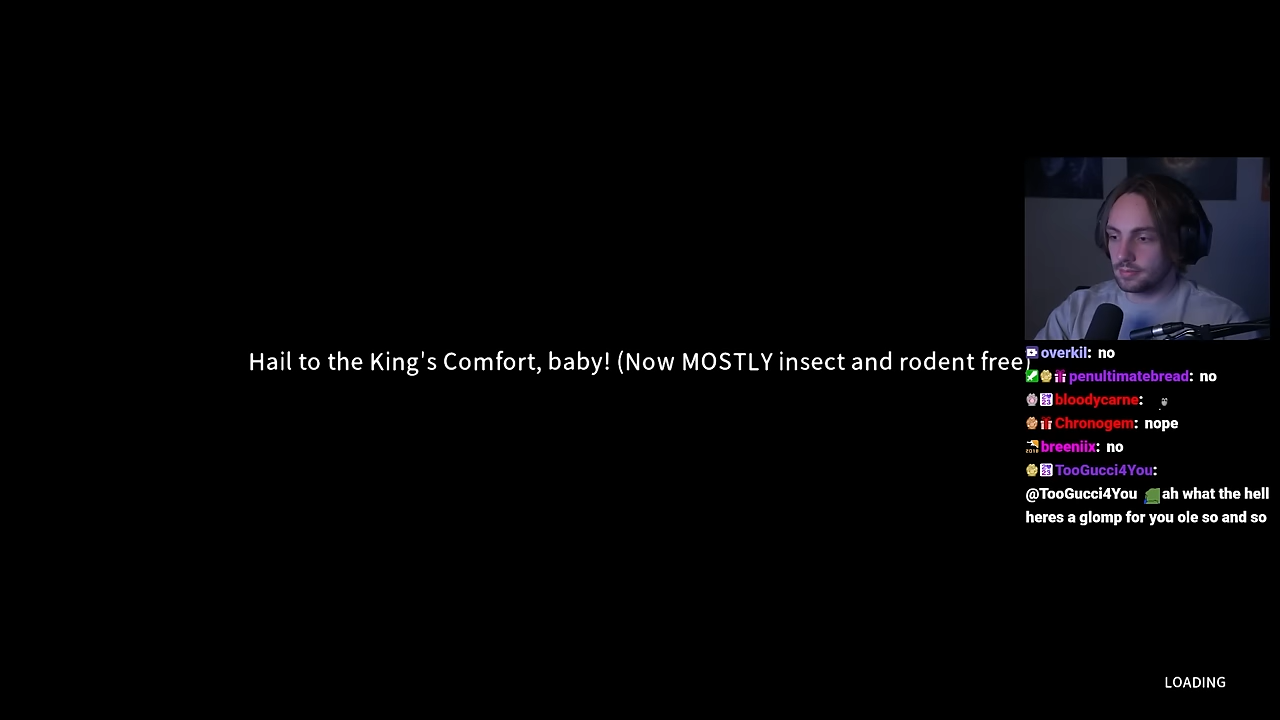 Hail to the King's Comfort, baby! (Now MOSTLY insect and rodent free)
overkil: no
penultimatebread: no
bloodycarne:
Chronogem: nope
breeniix: no
TooGucci4You:
@TooGucci4You ah what the hell
heres a glomp for you ole so and so
LOADING